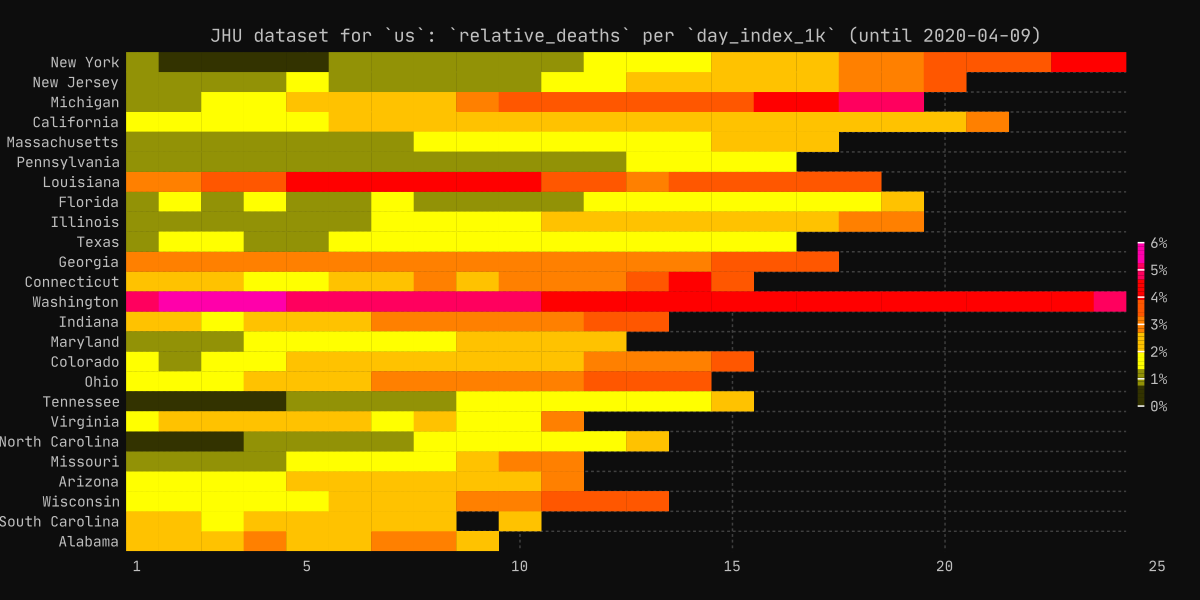 JHU dataset for `us`: `relative_deaths` per `day_index_1k` (until 2020-04-09)
New York
New Jersey
Michigan
California
Massachusetts
Pennsylvania
Louisiana
Florida
Illinois
Texas
Georgia
Connecticut
Washington
Indiana
Maryland
Colorado
Ohio
Tennessee
Virginia
North Carolina
Missouri
Arizona
Wisconsin
South Carolina
Alabama
6%
5%
4%
3%
2%
1%
0%
1 5 10 15 20 25